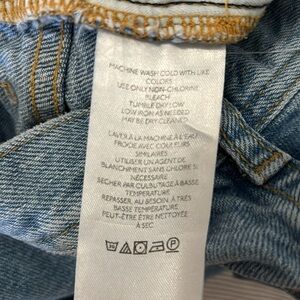 MACHINE WASH COLD WITH LIKE
COLORS
USE ONLY NON-CHLORINE
BLEACH
TUMBLE DRY LOW
LOW IRON AS NEEDED
MAY BE DRY CLEANED
LAVER À LA MACHINE À L'EAU
FROIDE AVEC COULEURS
SIMILAIRES
UTILISER UN AGENT DE
BLANCHIMENT SANS CHLORE SI
NÉCESSAIRE
SÉCHER PAR CULBUTAGE À BASSE
TEMPÉRATURE
REPASSER, AU BESOIN À TRÈS
BASSE TEMPÉRATURE
PEUT-ÊTRE ÊTRE NETTOYÉE
À SEC